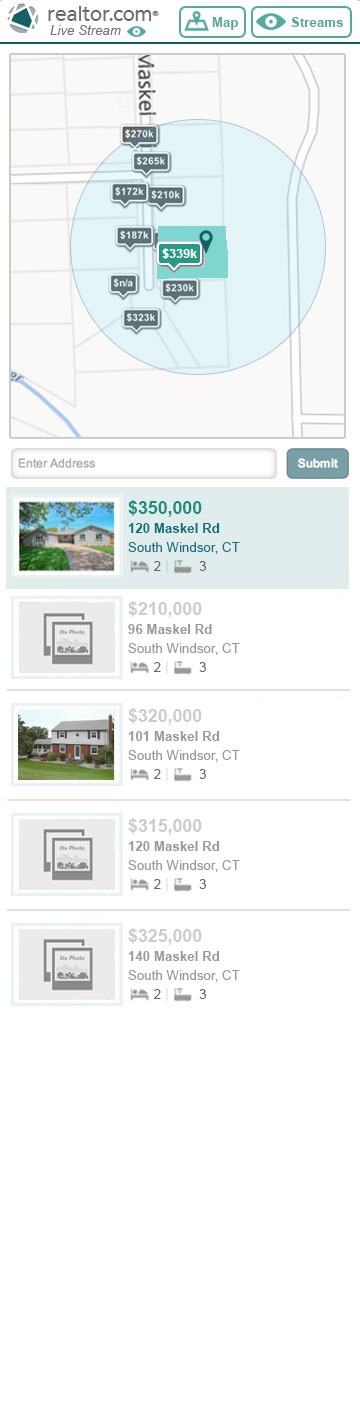 realtor.com®
Live Stream
Map
Streams
Maskel
$270k
$265k
$172k
$210k
$187k
$339k
$n/a
$230k
$323k
er
Enter Address
Submit
$350,000
120 Maskel Rd
South Windsor, CT
2 | 3
No Photo
$210,000
96 Maskel Rd
South Windsor, CT
2 | 3
$320,000
101 Maskel Rd
South Windsor, CT
2 | 3
No Photo
$315,000
120 Maskel Rd
South Windsor, CT
2 | 3
No Photo
$325,000
140 Maskel Rd
South Windsor, CT
2 | 3